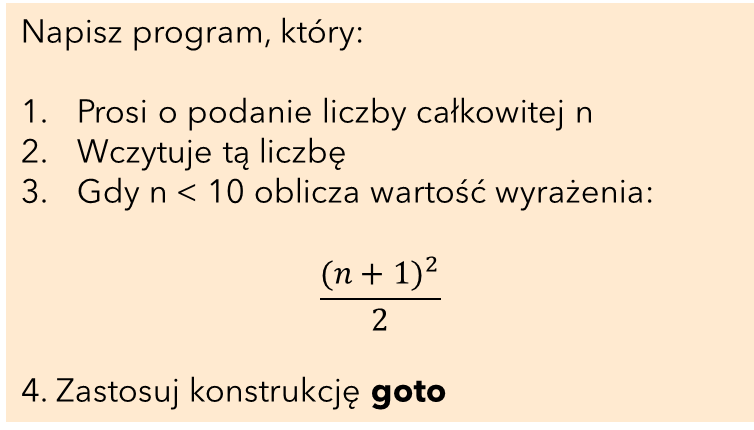 Napisz program, który:
1. Prosi o podanie liczby całkowitej n
2. Wczytuje tą liczbę
3. Gdy n < 10 oblicza wartość wyrażenia:
(n + 1)²
2
4. Zastosuj konstrukcję goto